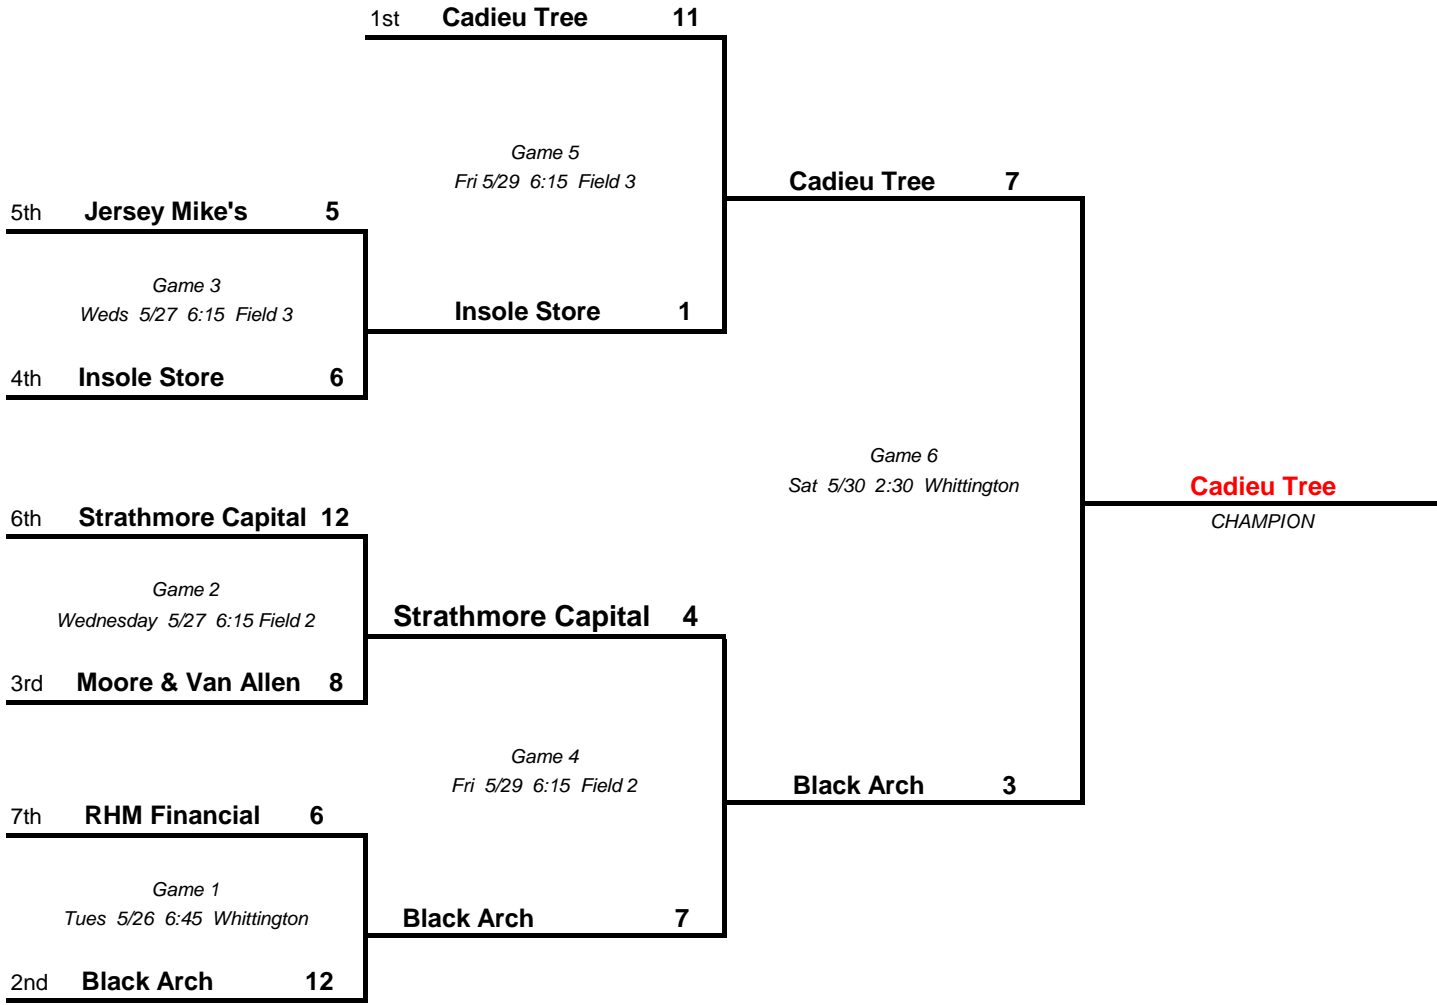 1st Cadieu Tree 11
Game 5
Fri 5/29 6:15 Field 3
Cadieu Tree 7
5th Jersey Mike's 5
Game 3
Weds 5/27 6:15 Field 3
Insole Store 1
4th Insole Store 6
Game 6
Sat 5/30 2:30 Whittington
Cadieu Tree
CHAMPION
6th Strathmore Capital 12
Game 2
Wednesday 5/27 6:15 Field 2
Strathmore Capital 4
3rd Moore & Van Allen 8
Game 4
Fri 5/29 6:15 Field 2
Black Arch 3
7th RHM Financial 6
Game 1
Tues 5/26 6:45 Whittington
Black Arch 7
2nd Black Arch 12